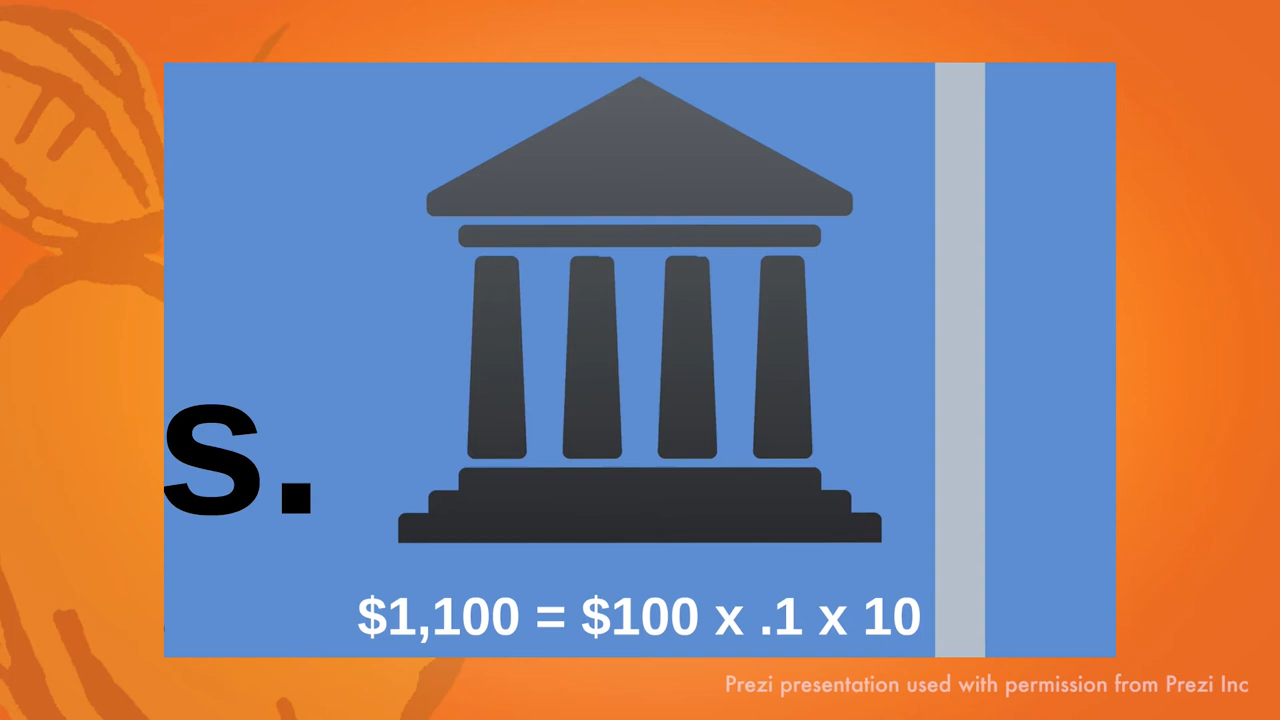 s.
$1,100 = $100 x .1 x 10
Prezi presentation used with permission from Prezi Inc